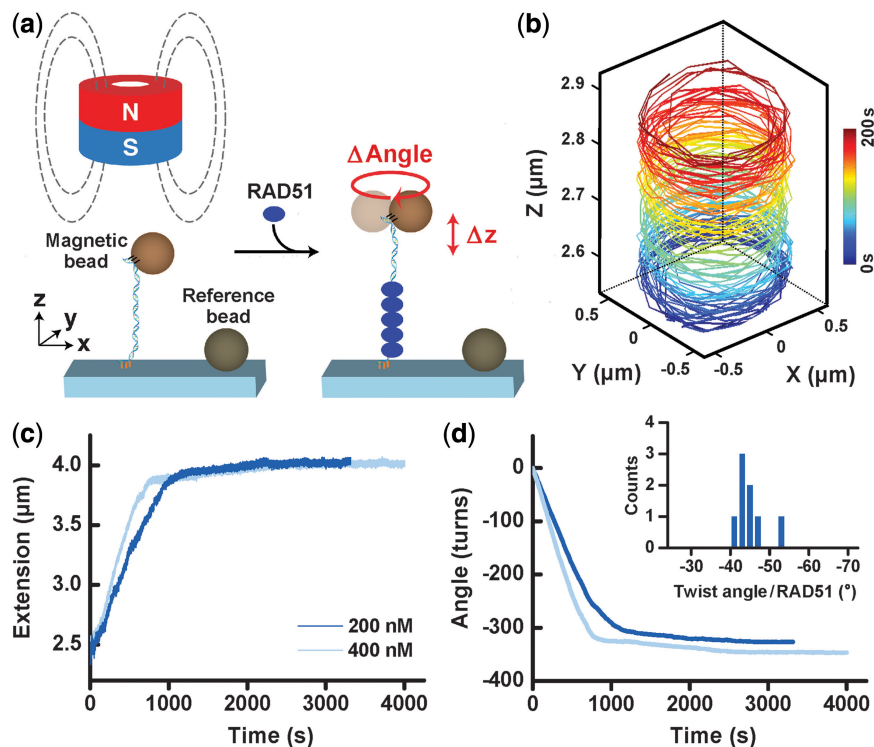 (a)
N
S
Magnetic
bead
Reference
bead
z
y
x
RAD51
ΔAngle
Δz
(b)
Z (µm)
2.9
2.8
2.7
2.6
0.5
0
-0.5
Y (µm)
-0.5
0
0.5
X (µm)
200s
0s
(c)
Extension (µm)
4.0
3.5
3.0
2.5
200 nM
400 nM
0
1000
2000
3000
4000
Time (s)
(d)
Angle (turns)
0
-100
-200
-300
-400
Counts
4
3
2
1
0
-30
-40
-50
-60
-70
Twist angle/RAD51 (°)
0
1000
2000
3000
4000
Time (s)